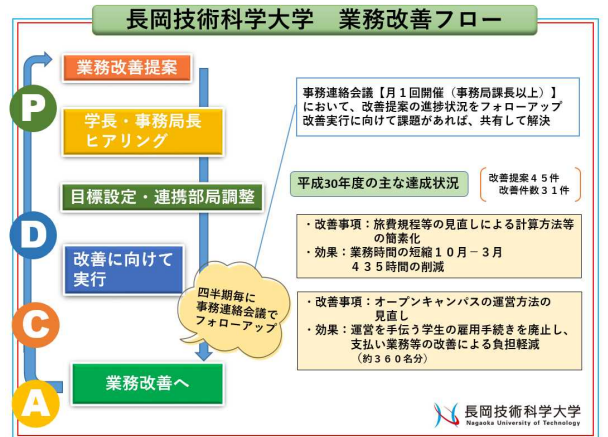 長岡技術科学大学　業務改善フロー
業務改善提案
P
学長・事務局長
ヒアリング
目標設定・連携部局調整
D
改善に向けて
実行
四半期毎に
事務連絡会議で
フォローアップ
C
業務改善へ
A
事務連絡会議【月１回開催（事務局課長以上）】
において、改善提案の進捗状況をフォローアップ
改善実行に向けて課題があれば、共有して解決
平成30年度の主な達成状況
改善提案４５件
改善件数３１件
・改善事項：旅費規程等の見直しによる計算方法等
の簡素化
・効果：業務時間の短縮１０月－３月
４３５時間の削減
・改善事項：オープンキャンパスの運営方法の
見直し
・効果：運営を手伝う学生の雇用手続きを廃止し、
支払い業務等の改善による負担軽減
（約３６０名分）
長岡技術科学大学
Nagaoka University of Technology